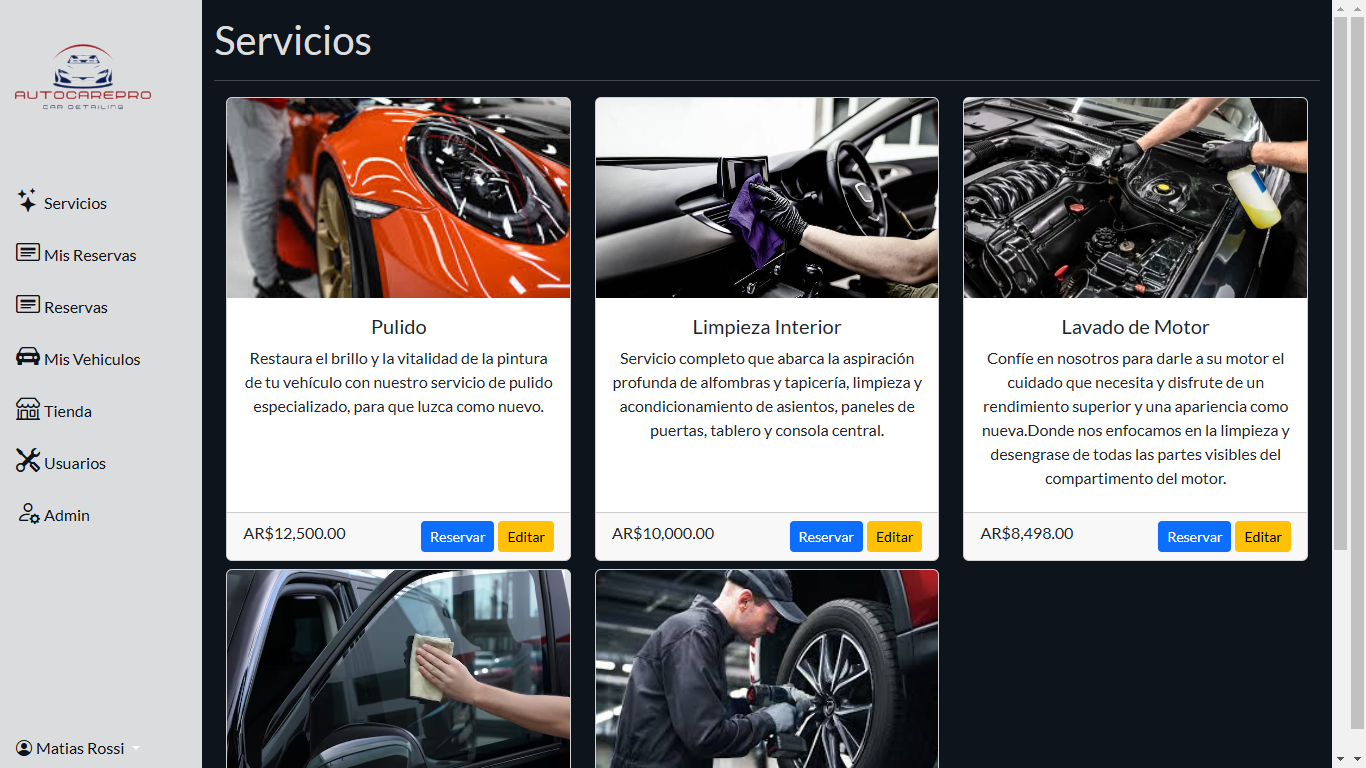 AUTOCAREPRO
CAR DETAILING
Servicios
Mis Reservas
Reservas
Mis Vehiculos
Tienda
Usuarios
Admin
Matias Rossi
Servicios
Pulido
Restaura el brillo y la vitalidad de la pintura
de tu vehículo con nuestro servicio de pulido
especializado, para que luzca como nuevo.
AR$12,500.00
Reservar
Editar
Limpieza Interior
Servicio completo que abarca la aspiración
profunda de alfombras y tapicería, limpieza y
acondicionamiento de asientos, paneles de
puertas, tablero y consola central.
AR$10,000.00
Reservar
Editar
Lavado de Motor
Confíe en nosotros para darle a su motor el
cuidado que necesita y disfrute de un
rendimiento superior y una apariencia como
nueva.Donde nos enfocamos en la limpieza y
desengrase de todas las partes visibles del
compartimento del motor.
AR$8,498.00
Reservar
Editar